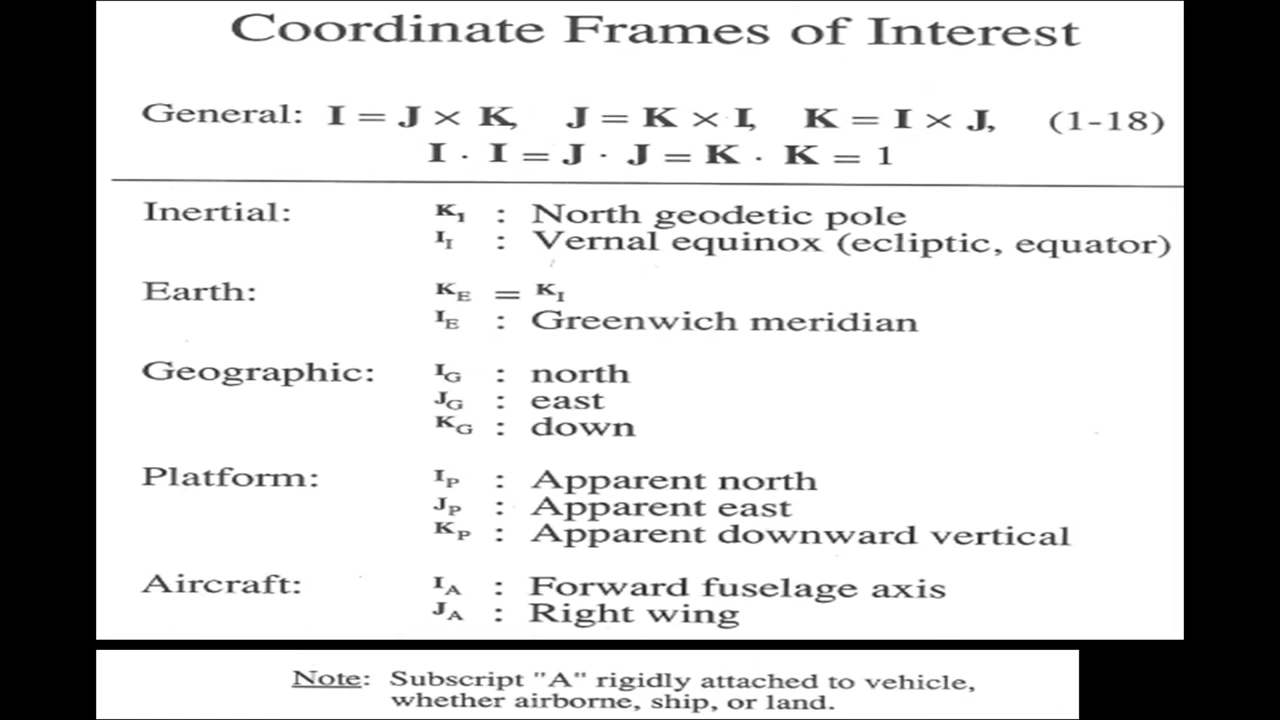 Coordinate Frames of Interest
General: I = J × K, J = K × I, K = I × J, (1-18)
I · I = J · J = K · K = 1
Inertial: K_I : North geodetic pole
I_I : Vernal equinox (ecliptic, equator)
Earth: K_E = K_I
I_E : Greenwich meridian
Geographic: I_G : north
J_G : east
K_G : down
Platform: I_P : Apparent north
J_P : Apparent east
K_P : Apparent downward vertical
Aircraft: I_A : Forward fuselage axis
J_A : Right wing
Note: Subscript "A" rigidly attached to vehicle,
whether airborne, ship, or land.